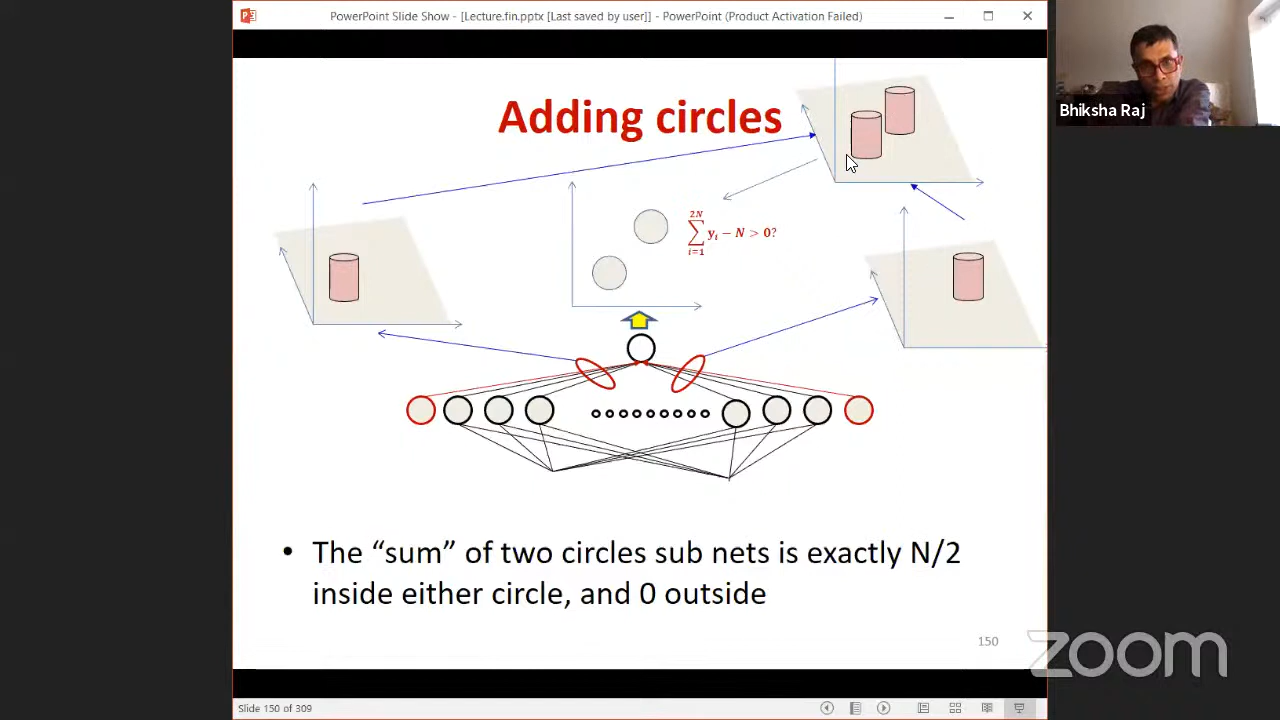 PowerPoint Slide Show - [Lecture.fin.pptx [Last saved by user]] - PowerPoint (Product Activation Failed)
Bhiksha Raj
Adding circles
2N
∑ yᵢ − N > 0?
i=1
• The “sum” of two circles sub nets is exactly N/2
inside either circle, and 0 outside
150
zoom
Slide 150 of 309